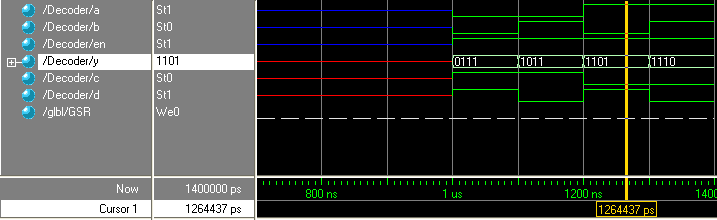 /Decoder/a St1
/Decoder/b St0
/Decoder/en St1
/Decoder/y 1101 0111 1011 1101 1110
/Decoder/c St0
/Decoder/d St1
/glbl/GSR We0
Now 1400000 ps 800 ns 1 us 1200 ns 1400
Cursor 1 1264437 ps 1264437 ps